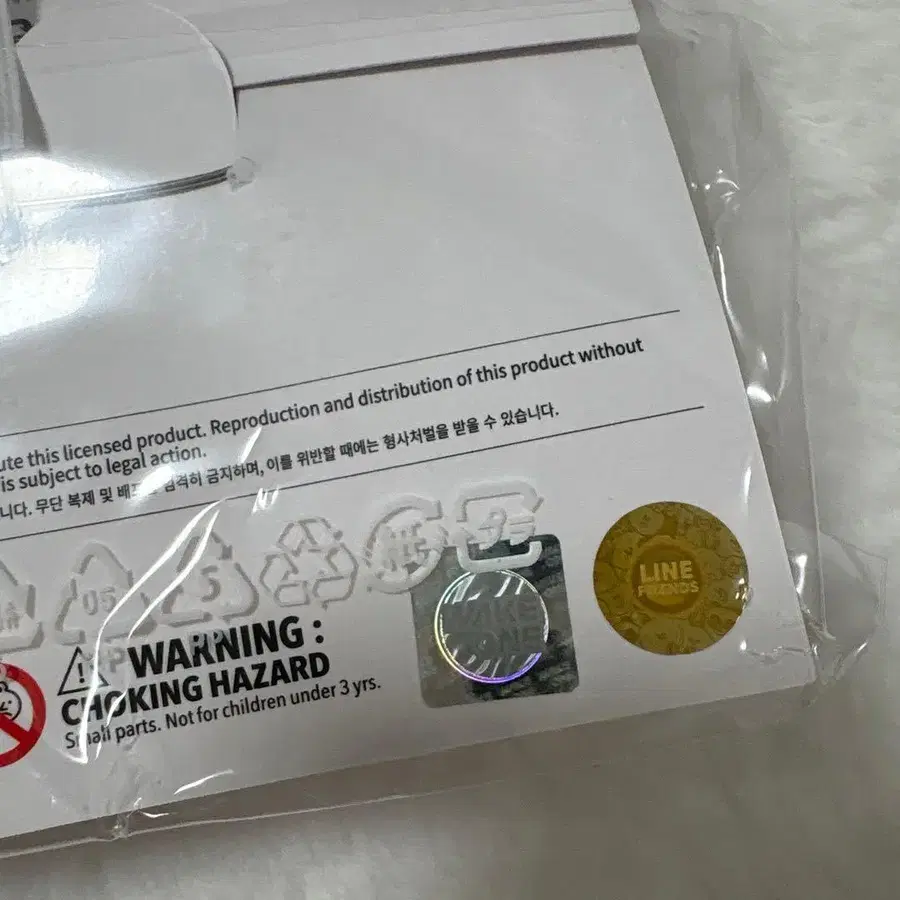 ute this licensed product. Reproduction and distribution of this product without
is subject to legal action.
니다. 무단 복제 및 엄격히 금지하며, 이를 위반할 때에는 형사처벌을 받을 수 있습니다.
05
5
PP
LINE
FRIENDS
WAKE
ONE
WARNING :
CHOKING HAZARD
Small parts. Not for children under 3 yrs.